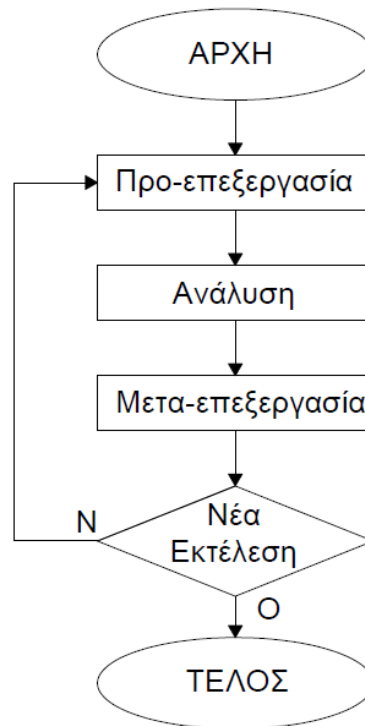 ΑΡΧΗ
Προ-επεξεργασία
Ανάλυση
Μετα-επεξεργασία
Νέα
Εκτέλεση
Ν
Ο
ΤΕΛΟΣ